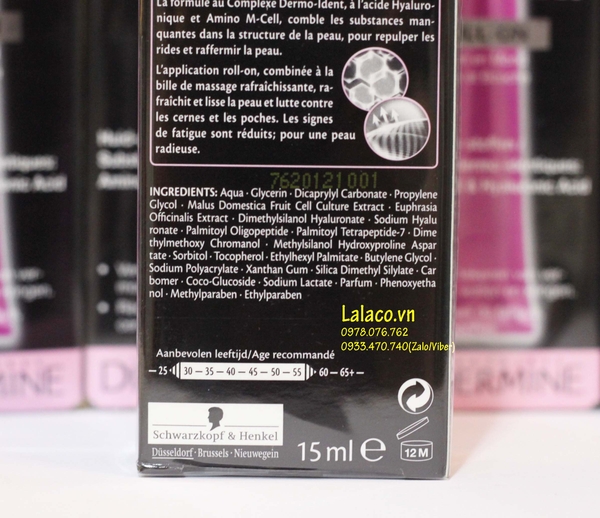 La formule au Complexe Dermo-Ident, à l'acide Hyaluro-
nique et Amino M-Cell, comble les substances man-
quantes dans la structure de la peau, pour repulper les
rides et raffermir la peau.
L'application roll-on, combinée à la
bille de massage rafraîchissante, ra-
fraîchit et lisse la peau et lutte contre
les cernes et les poches. Les signes
de fatigue sont réduits; pour une peau
radieuse.
7620121001
INGREDIENTS: Aqua · Glycerin · Dicaprylyl Carbonate · Propylene
Glycol · Malus Domestica Fruit Cell Culture Extract · Euphrasia
Officinalis Extract · Dimethylsilanol Hyaluronate · Sodium Hyalu
ronate · Palmitoyl Oligopeptide · Palmitoyl Tetrapeptide-7 · Dime
thylmethoxy Chromanol · Methylsilanol Hydroxyproline Aspar
tate · Sorbitol · Tocopherol · Ethylhexyl Palmitate · Butylene Glycol ·
Sodium Polyacrylate · Xanthan Gum · Silica Dimethyl Silylate · Car
bomer · Coco-Glucoside · Sodium Lactate · Parfum · Phenoxyetha
nol · Methylparaben · Ethylparaben
Lalaco.vn
0978.076.762
0933.470.740(Zalo/Viber)
Aanbevolen leeftijd/Age recommandé
– 25 30 – 35 – 40 – 45 – 50 – 55 60 – 65+ –
Schwarzkopf & Henkel
Düsseldorf · Brussels · Nieuwegein
15 ml e
12 M